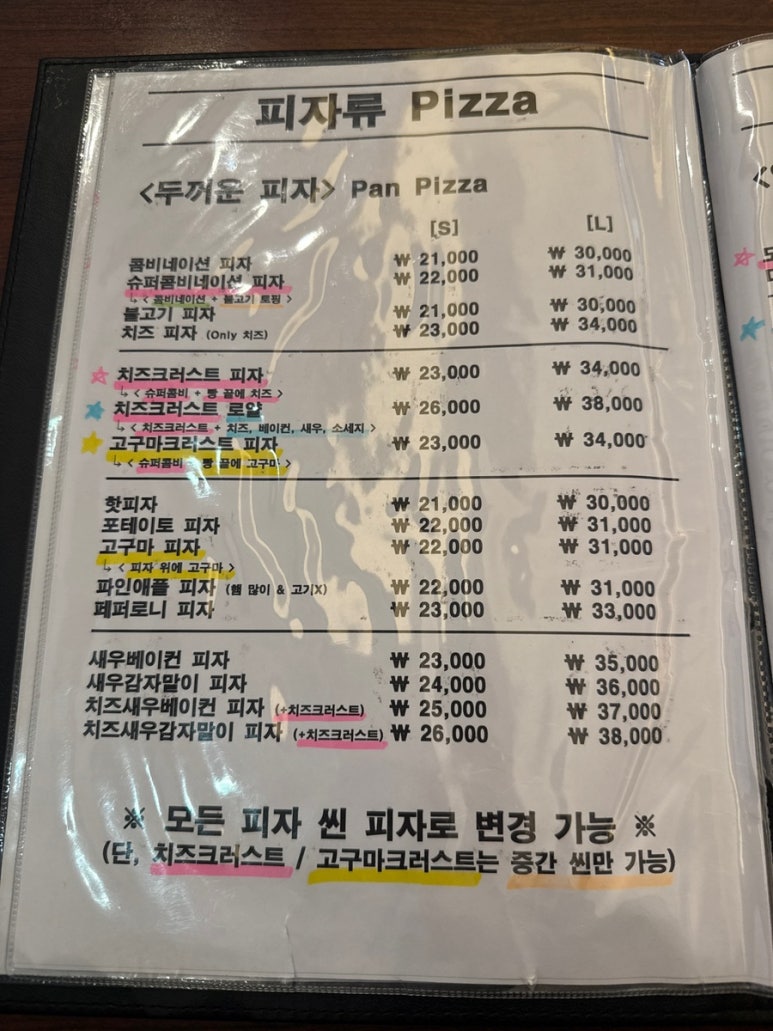 피자류 Pizza
<두꺼운 피자> Pan Pizza
[S] [L]
콤비네이션 피자 ₩ 21,000 ₩ 30,000
슈퍼콤비네이션 피자 ₩ 22,000 ₩ 31,000
↳ < 콤비네이션 + 불고기 토핑 >
불고기 피자 ₩ 21,000 ₩ 30,000
치즈 피자 (Only 치즈) ₩ 23,000 ₩ 34,000
치즈크러스트 피자 ₩ 23,000 ₩ 34,000
↳ < 슈퍼콤비 + 빵 끝에 치즈 >
치즈크러스트 로얄 ₩ 26,000 ₩ 38,000
↳ < 치즈크러스트 + 치즈, 베이컨, 새우, 소세지 >
고구마크러스트 피자 ₩ 23,000 ₩ 34,000
↳ < 슈퍼콤비 + 빵 끝에 고구마 >
핫피자 ₩ 21,000 ₩ 30,000
포테이토 피자 ₩ 22,000 ₩ 31,000
고구마 피자 ₩ 22,000 ₩ 31,000
↳ < 피자 위에 고구마 >
파인애플 피자 (햄 많이 & 고기X) ₩ 22,000 ₩ 31,000
페퍼로니 피자 ₩ 23,000 ₩ 33,000
새우베이컨 피자 ₩ 23,000 ₩ 35,000
새우감자말이 피자 ₩ 24,000 ₩ 36,000
치즈새우베이컨 피자 (+치즈크러스트) ₩ 25,000 ₩ 37,000
치즈새우감자말이 피자 (+치즈크러스트) ₩ 26,000 ₩ 38,000
※ 모든 피자 씬 피자로 변경 가능 ※
(단, 치즈크러스트 / 고구마크러스트는 중간 씬만 가능)